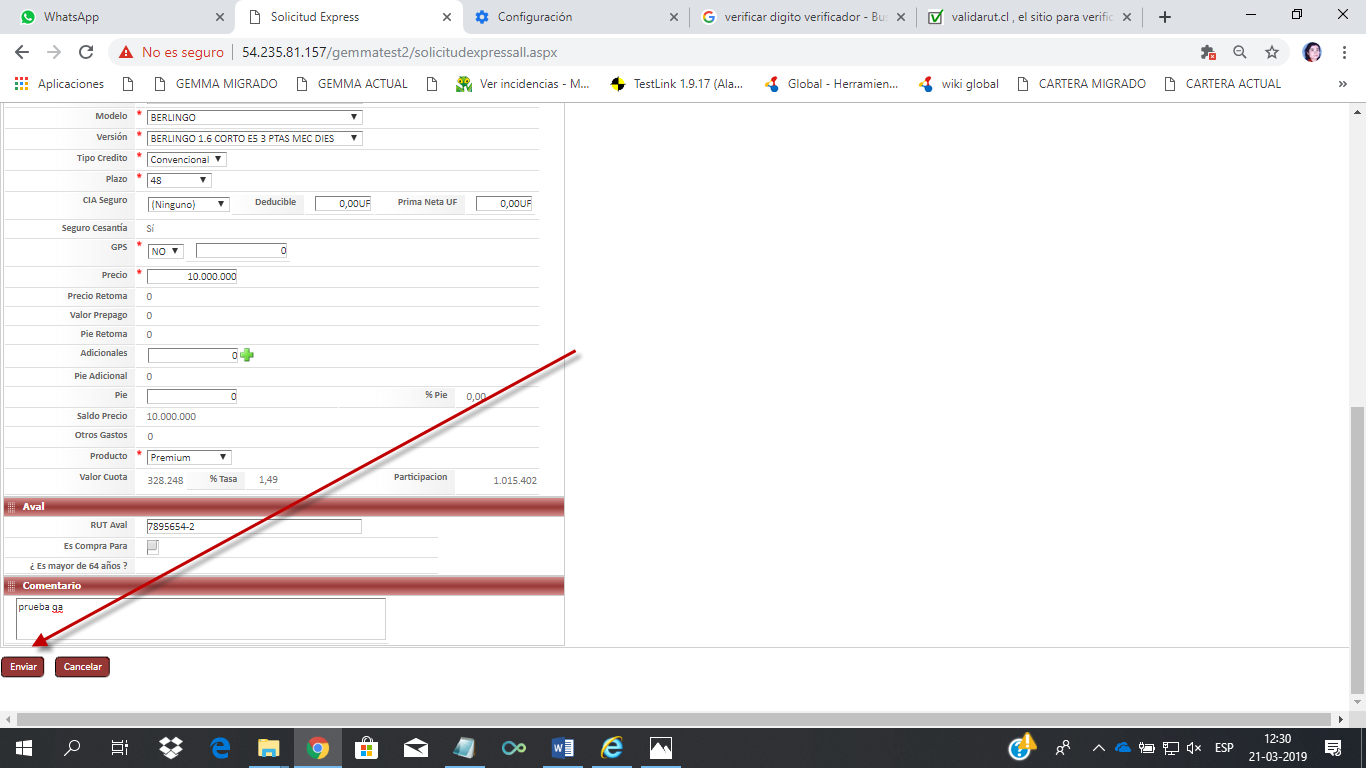 WhatsApp
Solicitud Express
Configuración
verificar digito verificador - Bus
validarut.cl , el sitio para verific
No es seguro 54.235.81.157/gemmatest2/solicitudexpressall.aspx
Aplicaciones GEMMA MIGRADO GEMMA ACTUAL Ver incidencias - M... TestLink 1.9.17 (Ala... Global - Herramien... wiki global CARTERA MIGRADO CARTERA ACTUAL »
Modelo * BERLINGO
Versión * BERLINGO 1.6 CORTO E5 3 PTAS MEC DIES
Tipo Credito * Convencional
Plazo * 48
CIA Seguro (Ninguno) Deducible 0,00UF Prima Neta UF 0,00UF
Seguro Cesantía Sí
GPS * NO 0
Precio * 10.000.000
Precio Retoma 0
Valor Prepago 0
Pie Retoma 0
Adicionales 0
Pie Adicional 0
Pie 0 % Pie 0,00
Saldo Precio 10.000.000
Otros Gastos 0
Producto * Premium
Valor Cuota 328.248 % Tasa 1,49 Participacion 1.015.402
Aval
RUT Aval 7895654-2
Es Compra Para
¿ Es mayor de 64 años ?
Comentario
prueba ga
Enviar Cancelar
ESP 12:30
21-03-2019